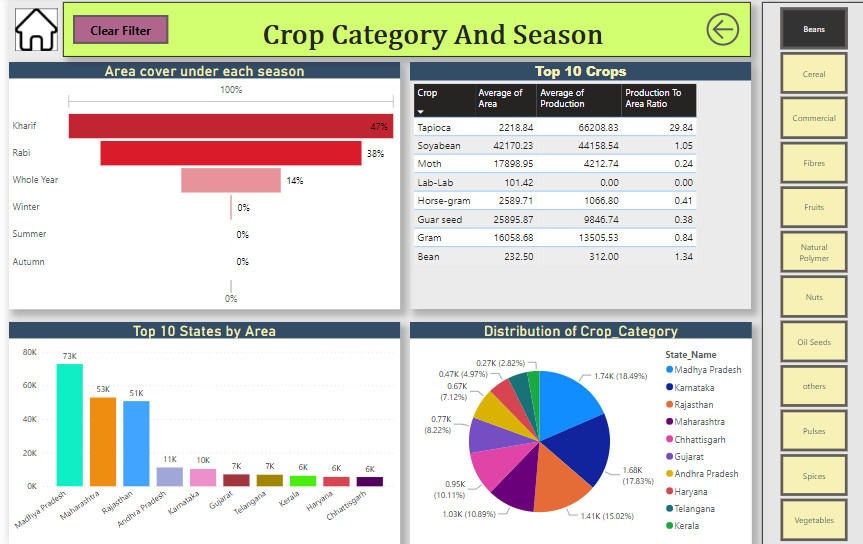 Clear Filter
Crop Category And Season
Area cover under each season
100%
Kharif
47%
Rabi
38%
Whole Year
14%
Winter
0%
Summer
0%
Autumn
0%
0%
Top 10 Crops
Crop Average of Area Average of Production Production To Area Ratio
Tapioca 2218.84 66208.83 29.84
Soyabean 42170.23 44158.54 1.05
Moth 17898.95 4212.74 0.24
Lab-Lab 101.42 0.00 0.00
Horse-gram 2589.71 1066.80 0.41
Guar seed 25895.87 9846.74 0.38
Gram 16058.68 13505.53 0.84
Bean 232.50 312.00 1.34
Top 10 States by Area
80K
60K
40K
20K
0K
73K
53K
51K
11K
10K
7K
7K
6K
6K
6K
Madhya Pradesh
Maharashtra
Rajasthan
Andhra Pradesh
Karnataka
Gujarat
Telangana
Kerala
Haryana
Chhattisgarh
Distribution of Crop_Category
1.74K (18.49%)
1.68K
(17.83%)
1.41K (15.02%)
1.03K (10.89%)
0.95K
(10.11%)
0.77K
(8.22%)
0.67K
(7.12%)
0.47K (4.97%)
0.27K (2.82%)
State_Name
Madhya Pradesh
Karnataka
Rajasthan
Maharashtra
Chhattisgarh
Gujarat
Andhra Pradesh
Haryana
Telangana
Kerala
Beans
Cereal
Commercial
Fibres
Fruits
Natural
Polymer
Nuts
Oil Seeds
others
Pulses
Spices
Vegetables